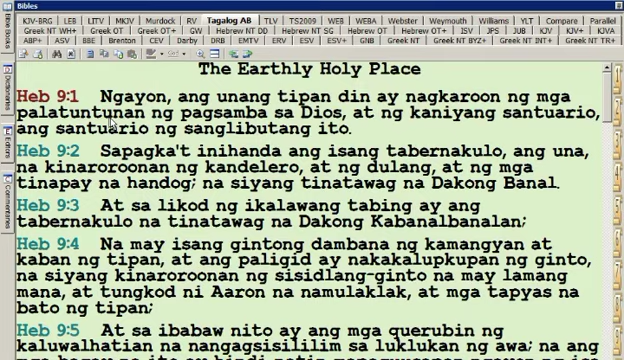 Bibles
KJV-BRG LEB LITV MKJV Murdock RV Tagalog AB TLV TS2009 WEB WEBA Webster Weymouth Williams YLT Compare Parallel
Greek NT WH+ Greek OT Greek OT+ GW Hebrew NT DD Hebrew NT SG Hebrew OT Hebrew OT+ ISV JPS JUB KJV KJV+ KJVA
ABP+ ASV BBE Brenton CEV Darby DRB EMTV ERV ESV ESV+ GNB Greek NT Greek NT BYZ+ Greek NT INT+ Greek NT TR+
Bible Books
Dictionaries
Editors
Commentaries
The Earthly Holy Place
Heb 9:1 Ngayon, ang unang tipan din ay nagkaroon ng mga
palatuntunan ng pagsamba sa Dios, at ng kaniyang santuario,
ang santuario ng sanglibutang ito.
Heb 9:2 Sapagka't inihanda ang isang tabernakulo, ang una,
na kinaroroonan ng kandelero, at ng dulang, at ng mga
tinapay na handog; na siyang tinatawag na Dakong Banal.
Heb 9:3 At sa likod ng ikalawang tabing ay ang
tabernakulo na tinatawag na Dakong Kabanalbanalan;
Heb 9:4 Na may isang gintong dambana ng kamangyan at
kaban ng tipan, at ang paligid ay nakakalupkupan ng ginto,
na siyang kinaroroonan ng sisidlang-ginto na may lamang
mana, at tungkod ni Aaron na namulaklak, at mga tapyas na
bato ng tipan;
Heb 9:5 At sa ibabaw nito ay ang mga querubin ng
kaluwalhatian na nangagsisililim sa luklukan ng awa; na ang